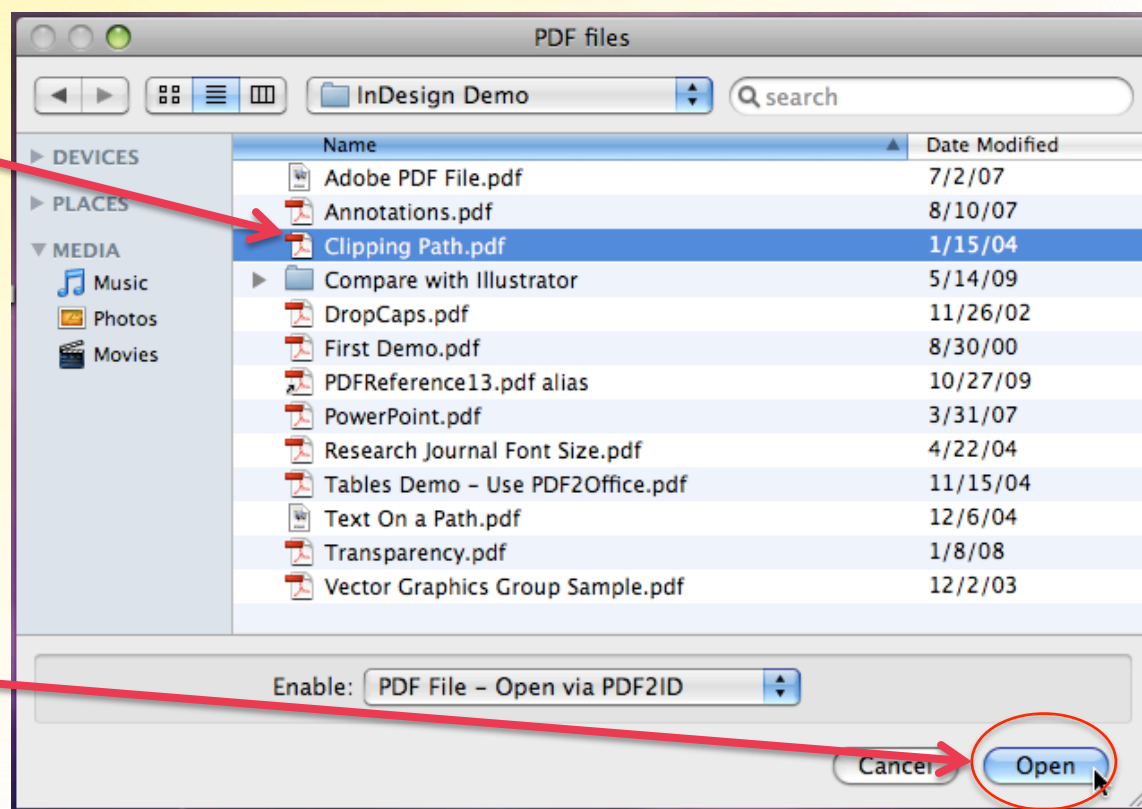 PDF files
InDesign Demo
search
Name Date Modified
DEVICES
PLACES
MEDIA
Music
Photos
Movies
Adobe PDF File.pdf 7/2/07
Annotations.pdf 8/10/07
Clipping Path.pdf 1/15/04
Compare with Illustrator 5/14/09
DropCaps.pdf 11/26/02
First Demo.pdf 8/30/00
PDFReference13.pdf alias 10/27/09
PowerPoint.pdf 3/31/07
Research Journal Font Size.pdf 4/22/04
Tables Demo – Use PDF2Office.pdf 11/15/04
Text On a Path.pdf 12/6/04
Transparency.pdf 1/8/08
Vector Graphics Group Sample.pdf 12/2/03
Enable: PDF File – Open via PDF2ID
Cancel Open